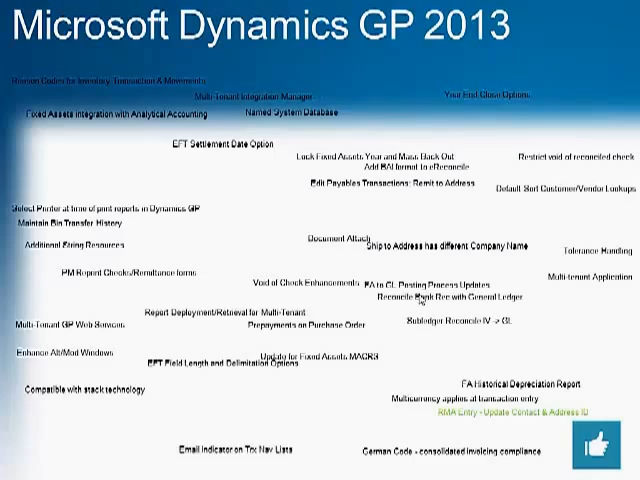 Microsoft Dynamics GP 2013
Reason Codes for Inventory Transaction & Movements
Multi-Tenant Integration Manager
Year End Close Options
Fixed Assets integration with Analytical Accounting
Named System Database
EFT Settlement Date Option
Lock Fixed Assets Year and Mass Back Out
Restrict void of reconciled check
Add BAI format to eReconcile
Edit Payables Transactions: Remit to Address
Default Sort Customer/Vendor Lookups
Select Printer at time of print reports in Dynamics GP
Maintain Bin Transfer History
Document Attach
Additional String Resources
Ship to Address has different Company Name
Tolerance Handling
PM Reprint Checks/Remittance forms
Multi-tenant Application
Void of Check Enhancements
FA to GL Posting Process Updates
Reconcile Bank Rec with General Ledger
Report Deployment/Retrieval for Multi-Tenant
Multi-Tenant GP Web Services
Prepayments on Purchase Order
Subledger Reconcile IV -> GL
Enhance Alt/Mod Windows
Update for Fixed Assets MACRS
EFT Field Length and Delimitation Options
Compatible with stack technology
FA Historical Depreciation Report
Multicurrency applies at transaction entry
RMA Entry - Update Contact & Address ID
Email Indicator on Trx Nav Lists
German Code - consolidated invoicing compliance